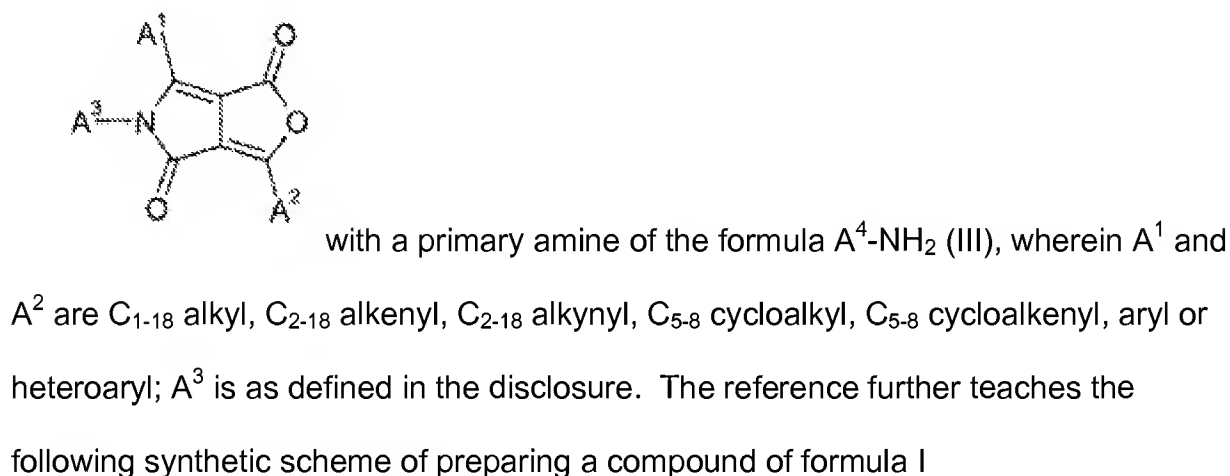 A¹ O
A³ N O
O A²
with a primary amine of the formula A⁴-NH₂ (III), wherein A¹ and
A² are C₁₋₁₈ alkyl, C₂₋₁₈ alkenyl, C₂₋₁₈ alkynyl, C₅₋₈ cycloalkyl, C₅₋₈ cycloalkenyl, aryl or
heteroaryl; A³ is as defined in the disclosure. The reference further teaches the
following synthetic scheme of preparing a compound of formula I